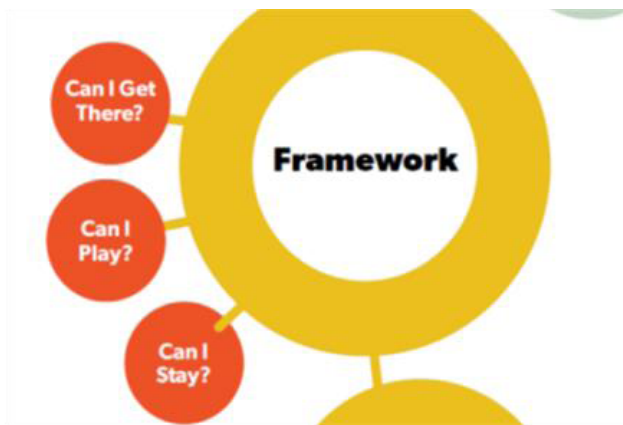 Can I Get
There?
Framework
Can I
Play?
Can I
Stay?